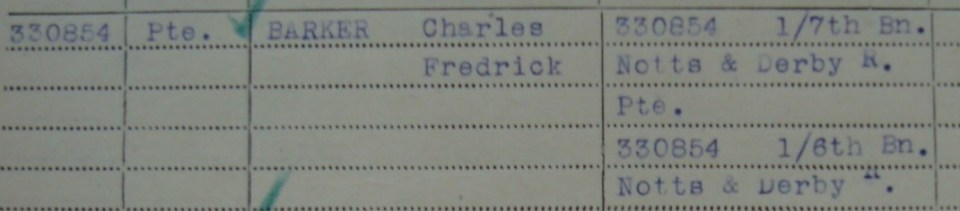 330854 Pte. BARKER Charles 330854 1/7th Bn.
Fredrick Notts & Derby R.
Pte.
330854 1/6th Bn.
Notts & Derby R.